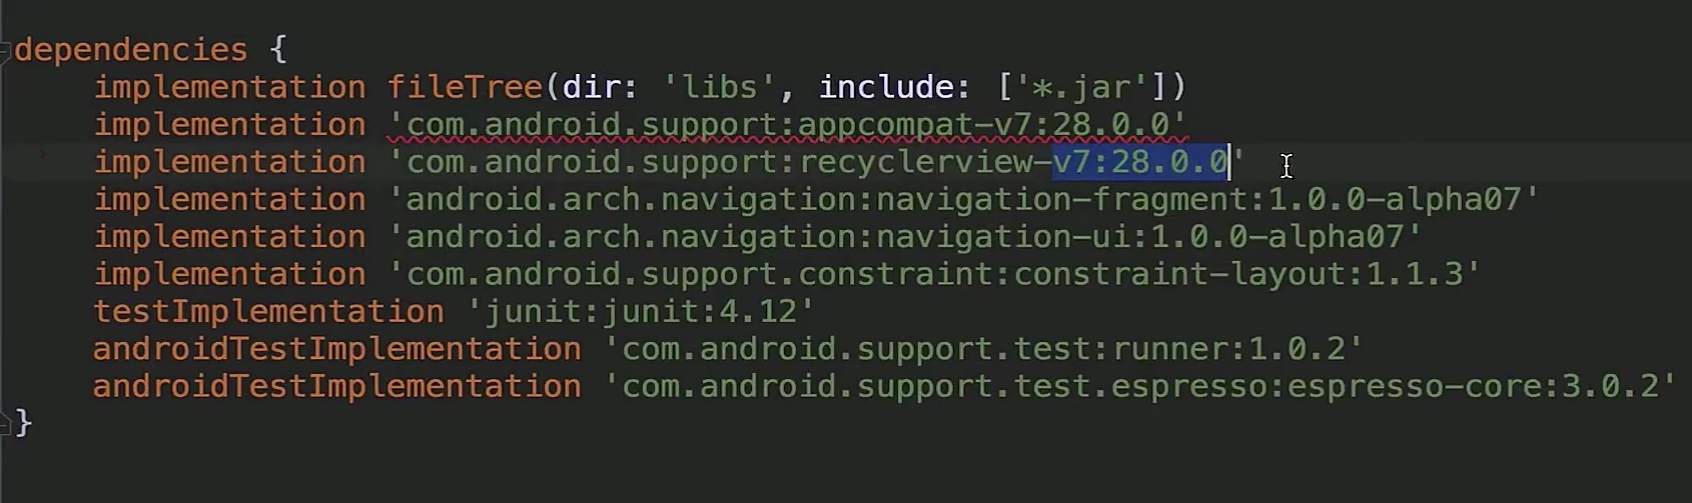 dependencies {
    implementation fileTree(dir: 'libs', include: ['*.jar'])
    implementation 'com.android.support:appcompat-v7:28.0.0'
    implementation 'com.android.support:recyclerview-v7:28.0.0'
    implementation 'android.arch.navigation:navigation-fragment:1.0.0-alpha07'
    implementation 'android.arch.navigation:navigation-ui:1.0.0-alpha07'
    implementation 'com.android.support.constraint:constraint-layout:1.1.3'
    testImplementation 'junit:junit:4.12'
    androidTestImplementation 'com.android.support.test:runner:1.0.2'
    androidTestImplementation 'com.android.support.test.espresso:espresso-core:3.0.2'
}